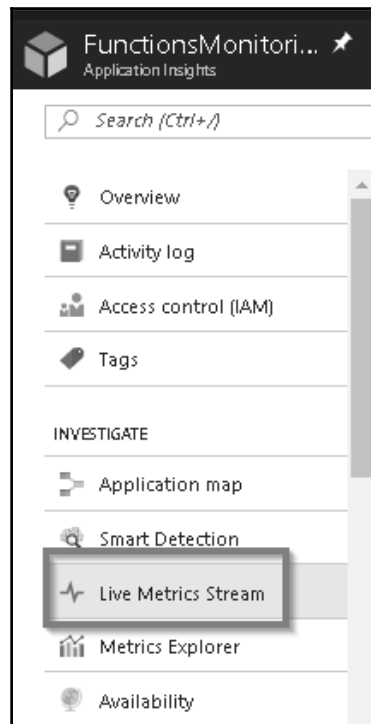 FunctionsMonitori...
Application Insights
Search (Ctrl+/)
Overview
Activity log
Access control (IAM)
Tags
INVESTIGATE
Application map
Smart Detection
Live Metrics Stream
Metrics Explorer
Availability